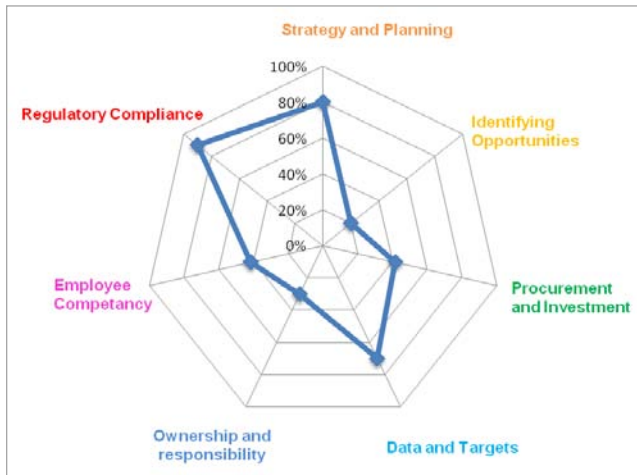 Strategy and Planning
100%
Regulatory Compliance
80%
Identifying
Opportunities
60%
40%
20%
0%
Employee
Competancy
Procurement
and Investment
Ownership and
responsibility
Data and Targets